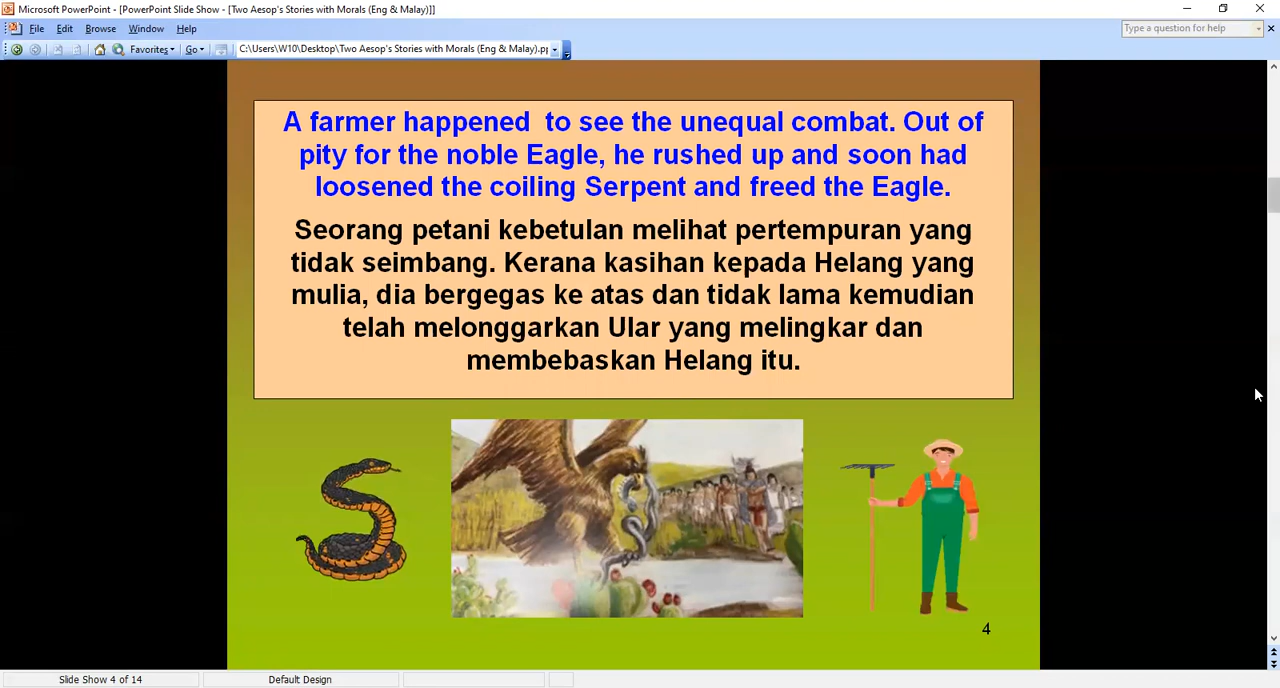 Microsoft PowerPoint - [PowerPoint Slide Show - [Two Aesop's Stories with Morals (Eng & Malay)]]
File Edit Browse Window Help
Type a question for help
Favorites Go C:\Users\W10\Desktop\Two Aesop's Stories with Morals (Eng & Malay).pp
A farmer happened to see the unequal combat. Out of
pity for the noble Eagle, he rushed up and soon had
loosened the coiling Serpent and freed the Eagle.
Seorang petani kebetulan melihat pertempuran yang
tidak seimbang. Kerana kasihan kepada Helang yang
mulia, dia bergegas ke atas dan tidak lama kemudian
telah melonggarkan Ular yang melingkar dan
membebaskan Helang itu.
4
Slide Show 4 of 14 Default Design